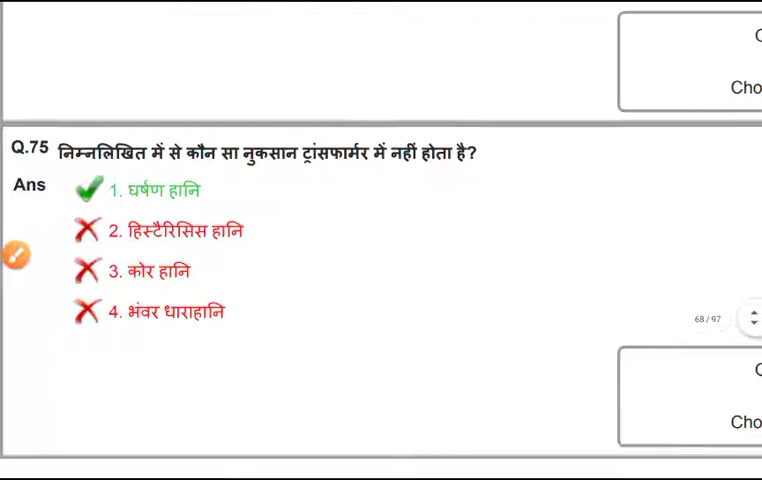 Cho
Q.75 निम्नलिखित में से कौन सा नुकसान ट्रांसफार्मर में नहीं होता है?
Ans 1. घर्षण हानि
2. हिस्टैरिसिस हानि
3. कोर हानि
4. भंवर धाराहानि
68 / 97
Cho